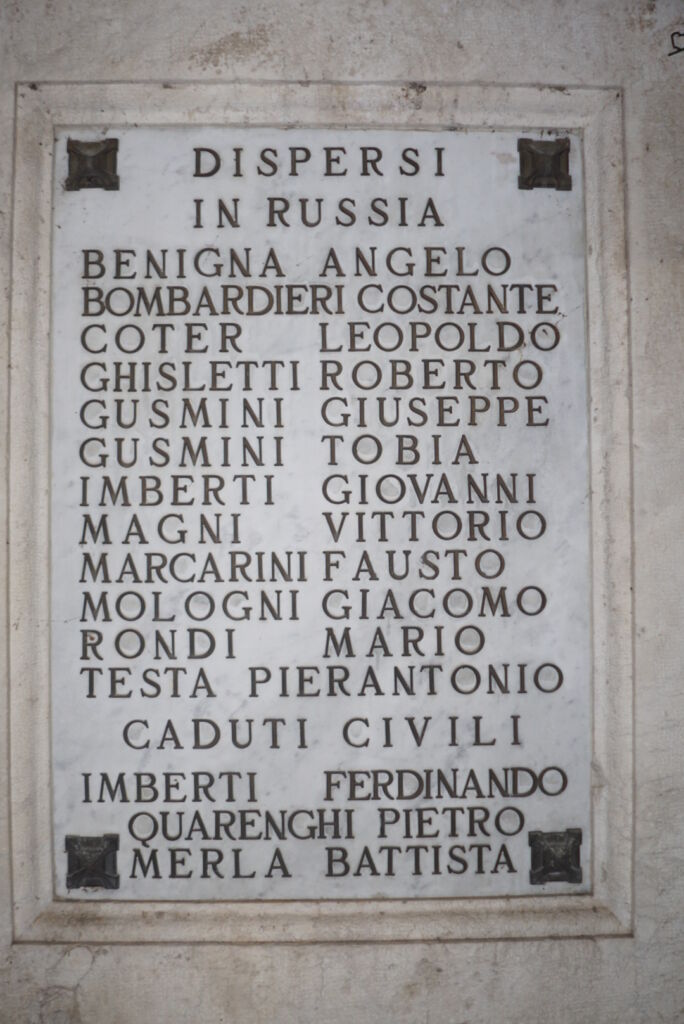 DISPERSI
IN RUSSIA
BENIGNA ANGELO
BOMBARDIERI COSTANTE
COTER LEOPOLDO
GHISLETTI ROBERTO
GUSMINI GIUSEPPE
GUSMINI TOBIA
IMBERTI GIOVANNI
MAGNI VITTORIO
MARCARINI FAUSTO
MOLOGNI GIACOMO
RONDI MARIO
TESTA PIERANTONIO
CADUTI CIVILI
IMBERTI FERDINANDO
QUARENGHI PIETRO
MERLA BATTISTA